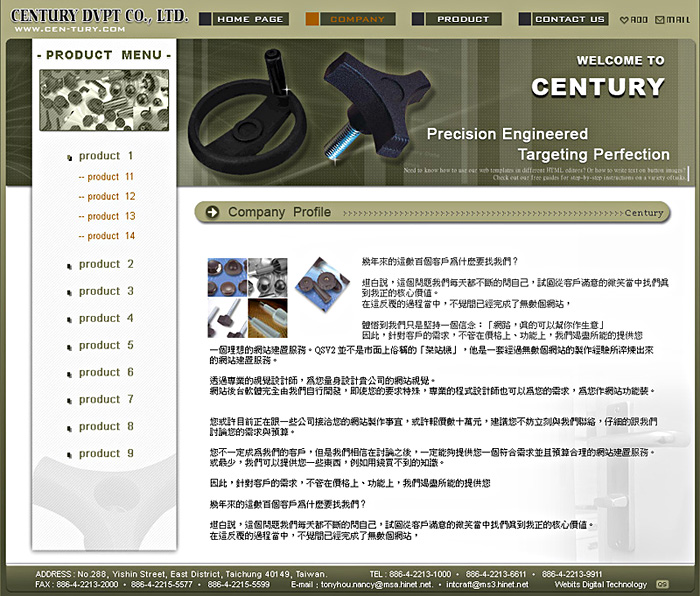 CENTURY DVPT CO., LTD.
WWW.CEN-TURY.COM
HOME PAGE
COMPANY
PRODUCT
CONTACT US
ADD
MAIL
- PRODUCT MENU -
WELCOME TO
CENTURY
Precision Engineered
Targeting Perfection
Need to know how to use our web templates in different HTML editors? Or how to write text on button images?
Check out our free guides for step-by-step instructions on a variety of tasks.
product 1
-- product 11
-- product 12
-- product 13
-- product 14
product 2
product 3
product 4
product 5
product 6
product 7
product 8
product 9
Company Profile
Century
幾年來的這數百個客戶為什麼要找我們？
坦白說，這個問題我們每天都不斷的問自己，試圖從客戶滿意的微笑當中找們真
到我正的核心價值。
在這反覆的過程當中，不覺間已經完成了無數個網站，
體悟到我們只是堅持一個信念：「網路，真的可以幫你作生意」
因此，針對客戶的需求，不管在價格上、功能上，我們竭盡所能的提供您
一個理想的網站建置服務。QSV2 並不是市面上俗稱的「架站機」，他是一套經過無數個網站的製作經驗所淬煉出來
的網站建置服務。
透過專業的視覺設計師，為您量身設計貴公司的網站視覺。
網站後台軟體完全由我們自行開發，即使您的要求特殊，專業的程式設計師也可以為您的需求，為您作網站功能裝。
您或許目前正在跟一些公司接洽您的網站製作事宜，或許報價數十萬元，建議您不妨立刻與我們聯絡，仔細的跟我們
討論您的需求與預算。
您不一定成為我們的客戶，但是我們相信在討論之後，一定能夠提供您一個符合需求並且預算合理的網站建置服務。
或最少，我們可以提供您一些東西，例如用錢買不到的知識。
因此，針對客戶的需求，不管在價格上、功能上，我們竭盡所能的提供您
幾年來的這數百個客戶為什麼要找我們？
坦白說，這個問題我們每天都不斷的問自己，試圖從客戶滿意的微笑當中找們真到我正的核心價值。
在這反覆的過程當中，不覺間已經完成了無數個網站，
ADDRESS : No.288, Yishin Street, East District, Taichung 40149, Taiwan. TEL : 886-4-2213-1000 • 886-4-2213-6611 • 886-4-2213-9911
FAX : 886-4-2213-2000 • 886-4-2215-5577 • 886-4-2215-5599 E-mail : tonyhou.nancy@msa.hinet.net. • intcraft@ms3.hinet.net Webits Digital Technology QS